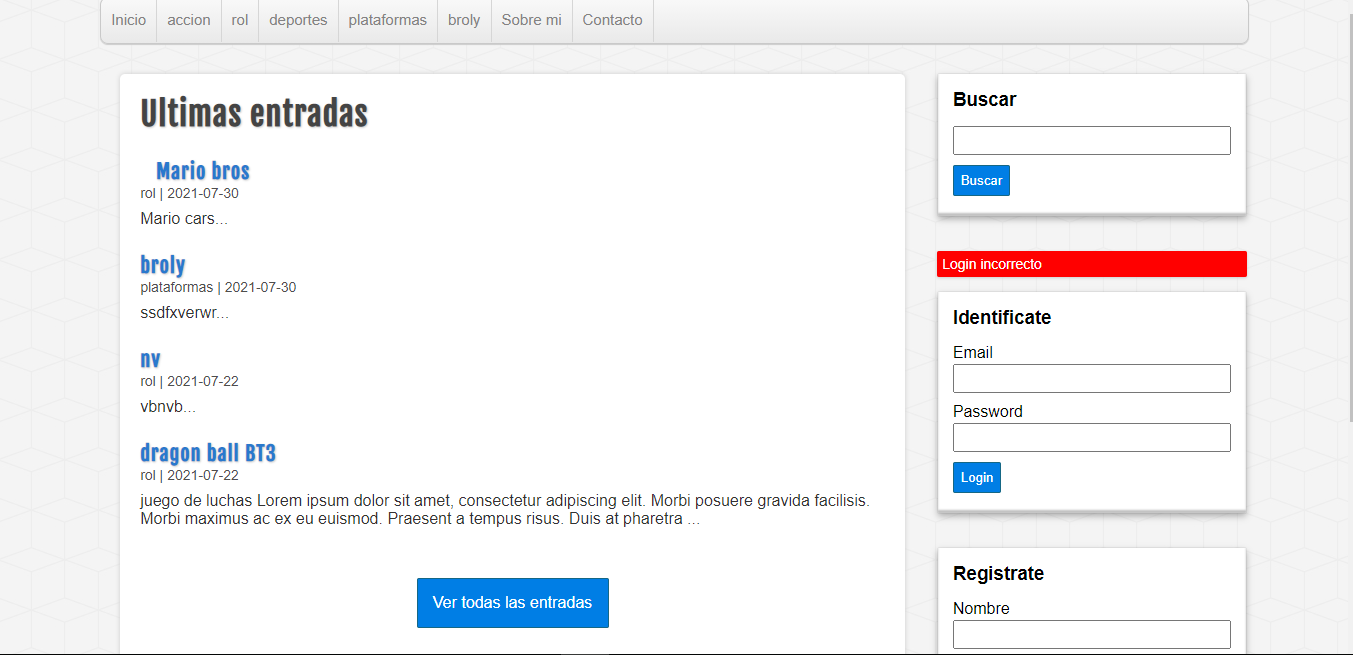 Inicio accion rol deportes plataformas broly Sobre mi Contacto
Ultimas entradas
Mario bros
rol | 2021-07-30
Mario cars...
broly
plataformas | 2021-07-30
ssdfxverwr...
nv
rol | 2021-07-22
vbnvb...
dragon ball BT3
rol | 2021-07-22
juego de luchas Lorem ipsum dolor sit amet, consectetur adipiscing elit. Morbi posuere gravida facilisis.
Morbi maximus ac ex eu euismod. Praesent a tempus risus. Duis at pharetra ...
Ver todas las entradas
Buscar
Buscar
Login incorrecto
Identificate
Email
Password
Login
Registrate
Nombre